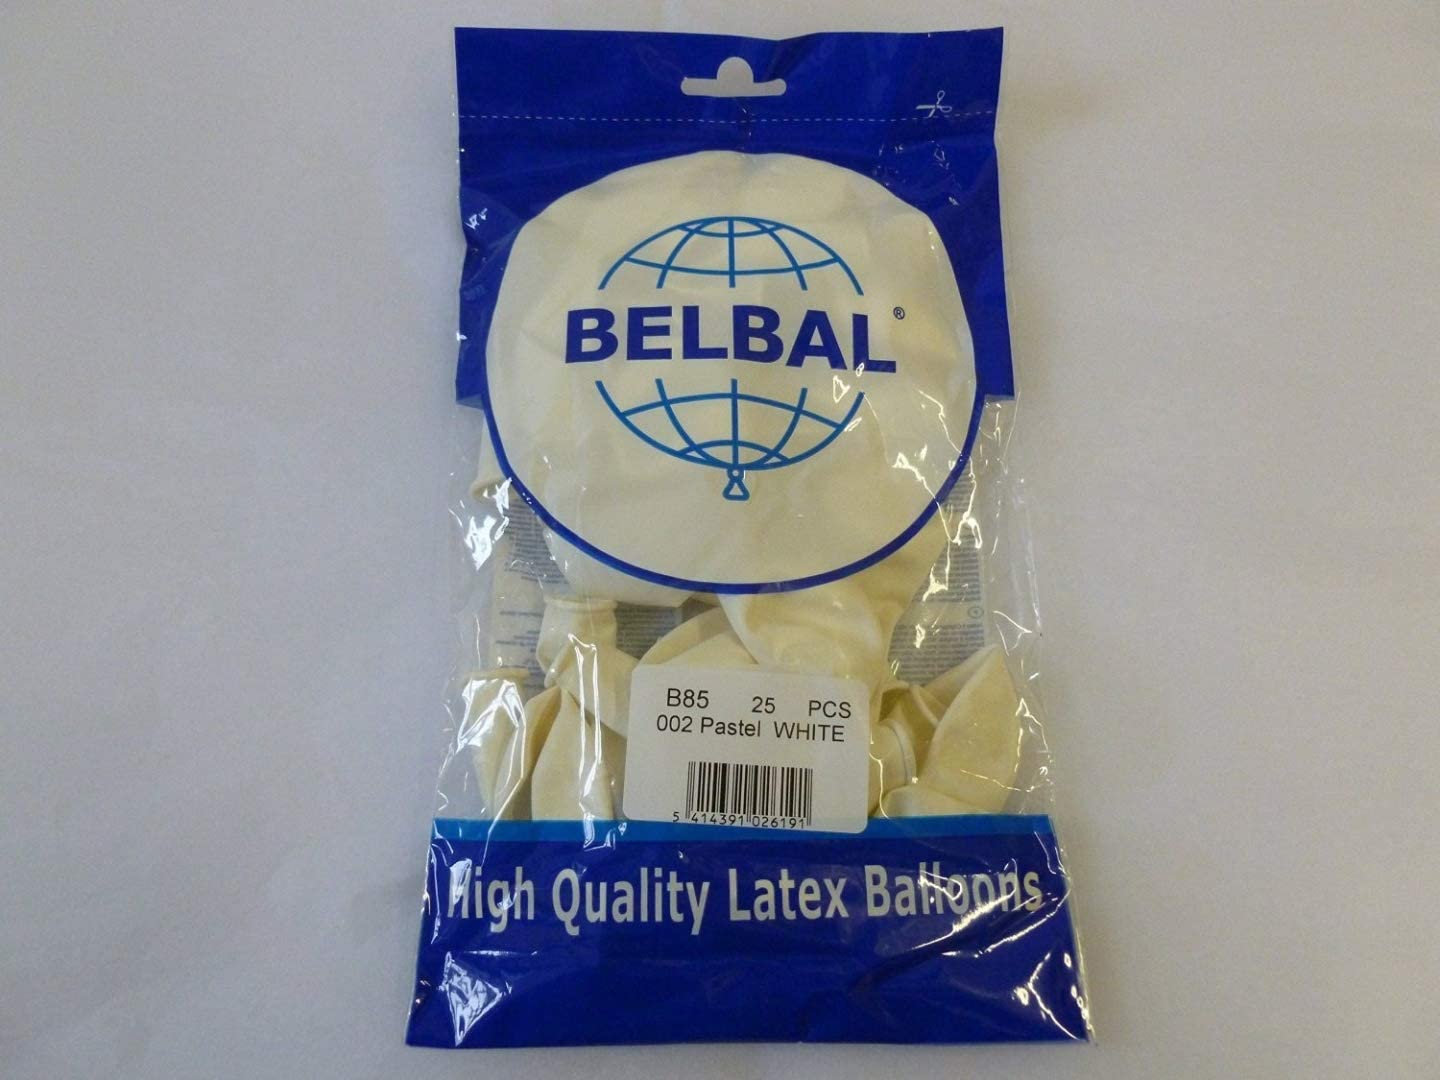 BELBAL®
B85 25 PCS
002 Pastel WHITE
5 414391 026191
High Quality Latex Balloons